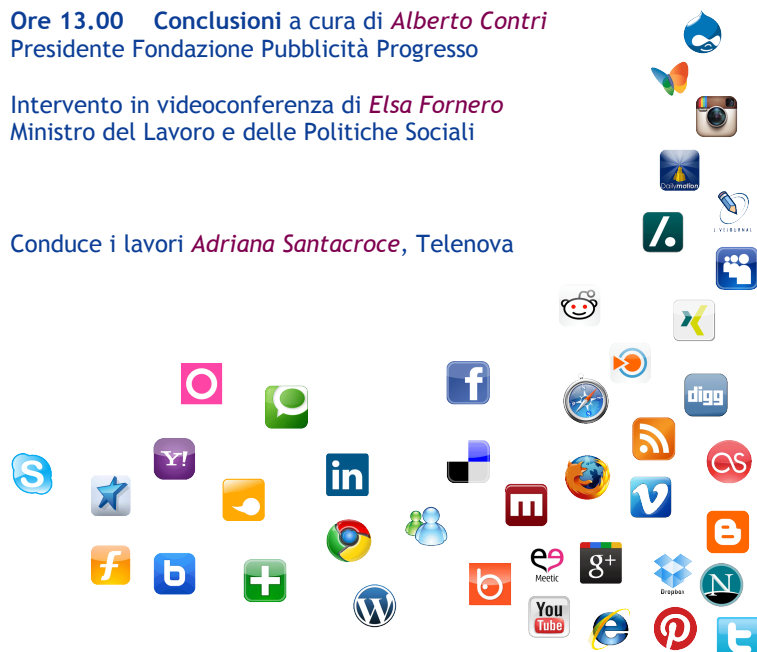 Ore 13.00 Conclusioni a cura di Alberto Contri
Presidente Fondazione Pubblicità Progresso
Intervento in videoconferenza di Elsa Fornero
Ministro del Lavoro e delle Politiche Sociali
Dailymotion
LIVEJOURNAL
Conduce i lavori Adriana Santacroce, Telenova
digg
Y!
in
Meetic
g+
Dropbox
N
You
Tube